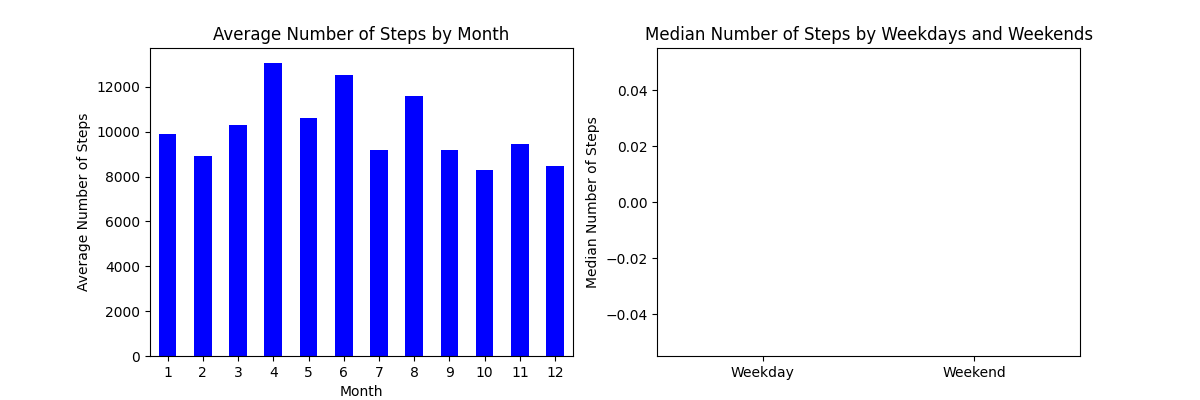 Average Number of Steps by Month
Average Number of Steps
12000
10000
8000
6000
4000
2000
0
1 2 3 4 5 6 7 8 9 10 11 12
Month
Median Number of Steps by Weekdays and Weekends
Median Number of Steps
0.04
0.02
0.00
−0.02
−0.04
Weekday Weekend